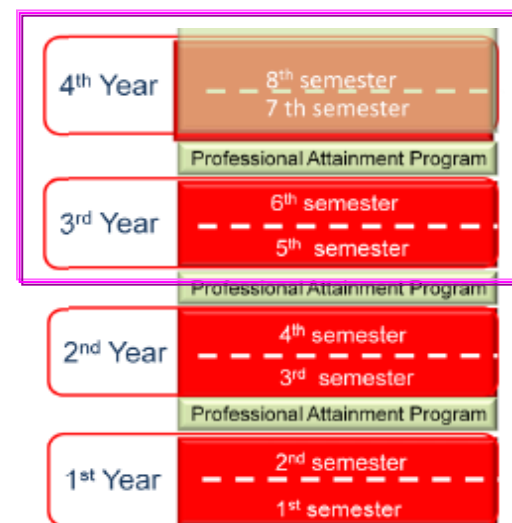 4th Year
8th semester
7 th semester
Professional Attainment Program
3rd Year
6th semester
5th semester
Professional Attainment Program
2nd Year
4th semester
3rd semester
Professional Attainment Program
1st Year
2nd semester
1st semester